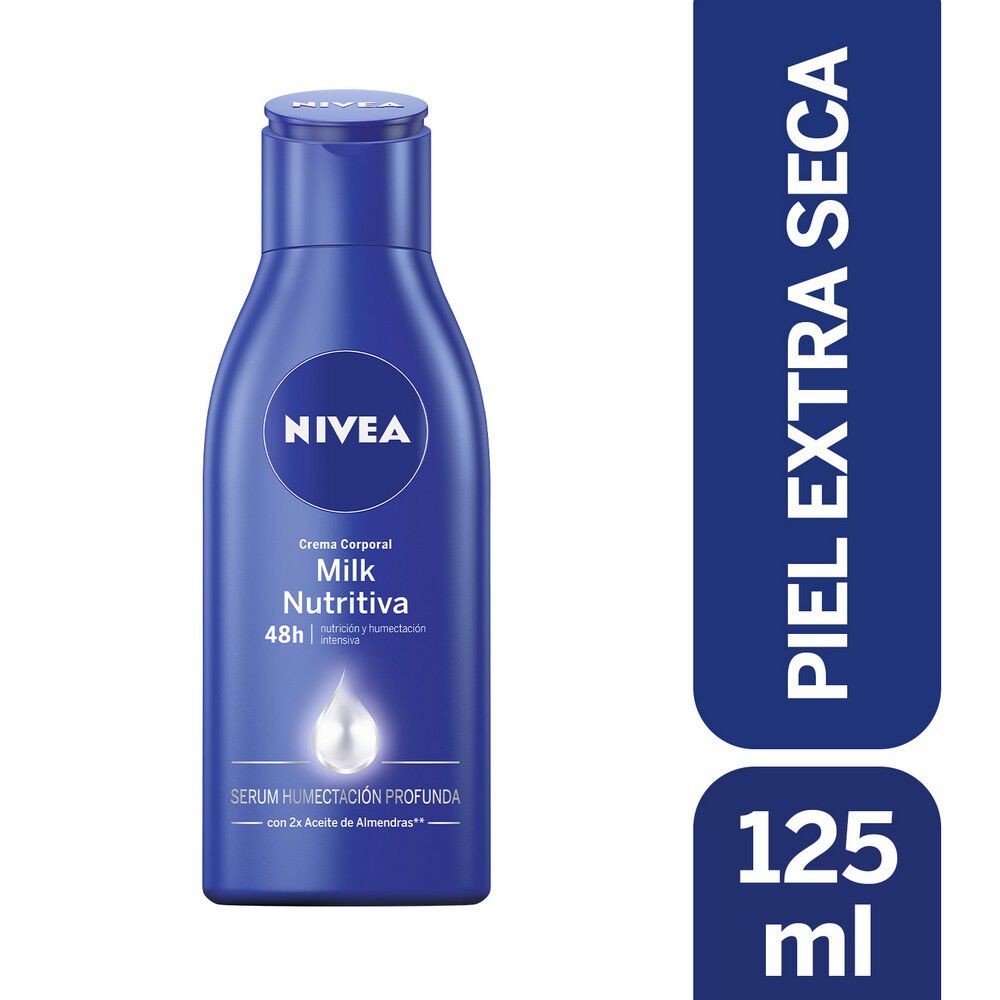 NIVEA
NIVEA
Crema Corporal
Milk
Nutritiva
48h
nutrición y humectación
intensiva
SERUM HUMECTACIÓN PROFUNDA
con 2x Aceite de Almendras**
PIEL EXTRA SECA
125
ml